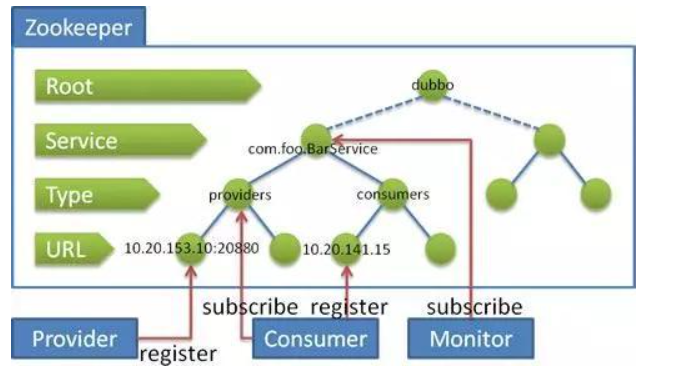 Zookeeper
Root
dubbo
Service
com.foo.BarService
Type
providers
consumers
URL
10.20.153.10:20880
10.20.141.15
subscribe
register
subscribe
Provider
register
Consumer
Monitor